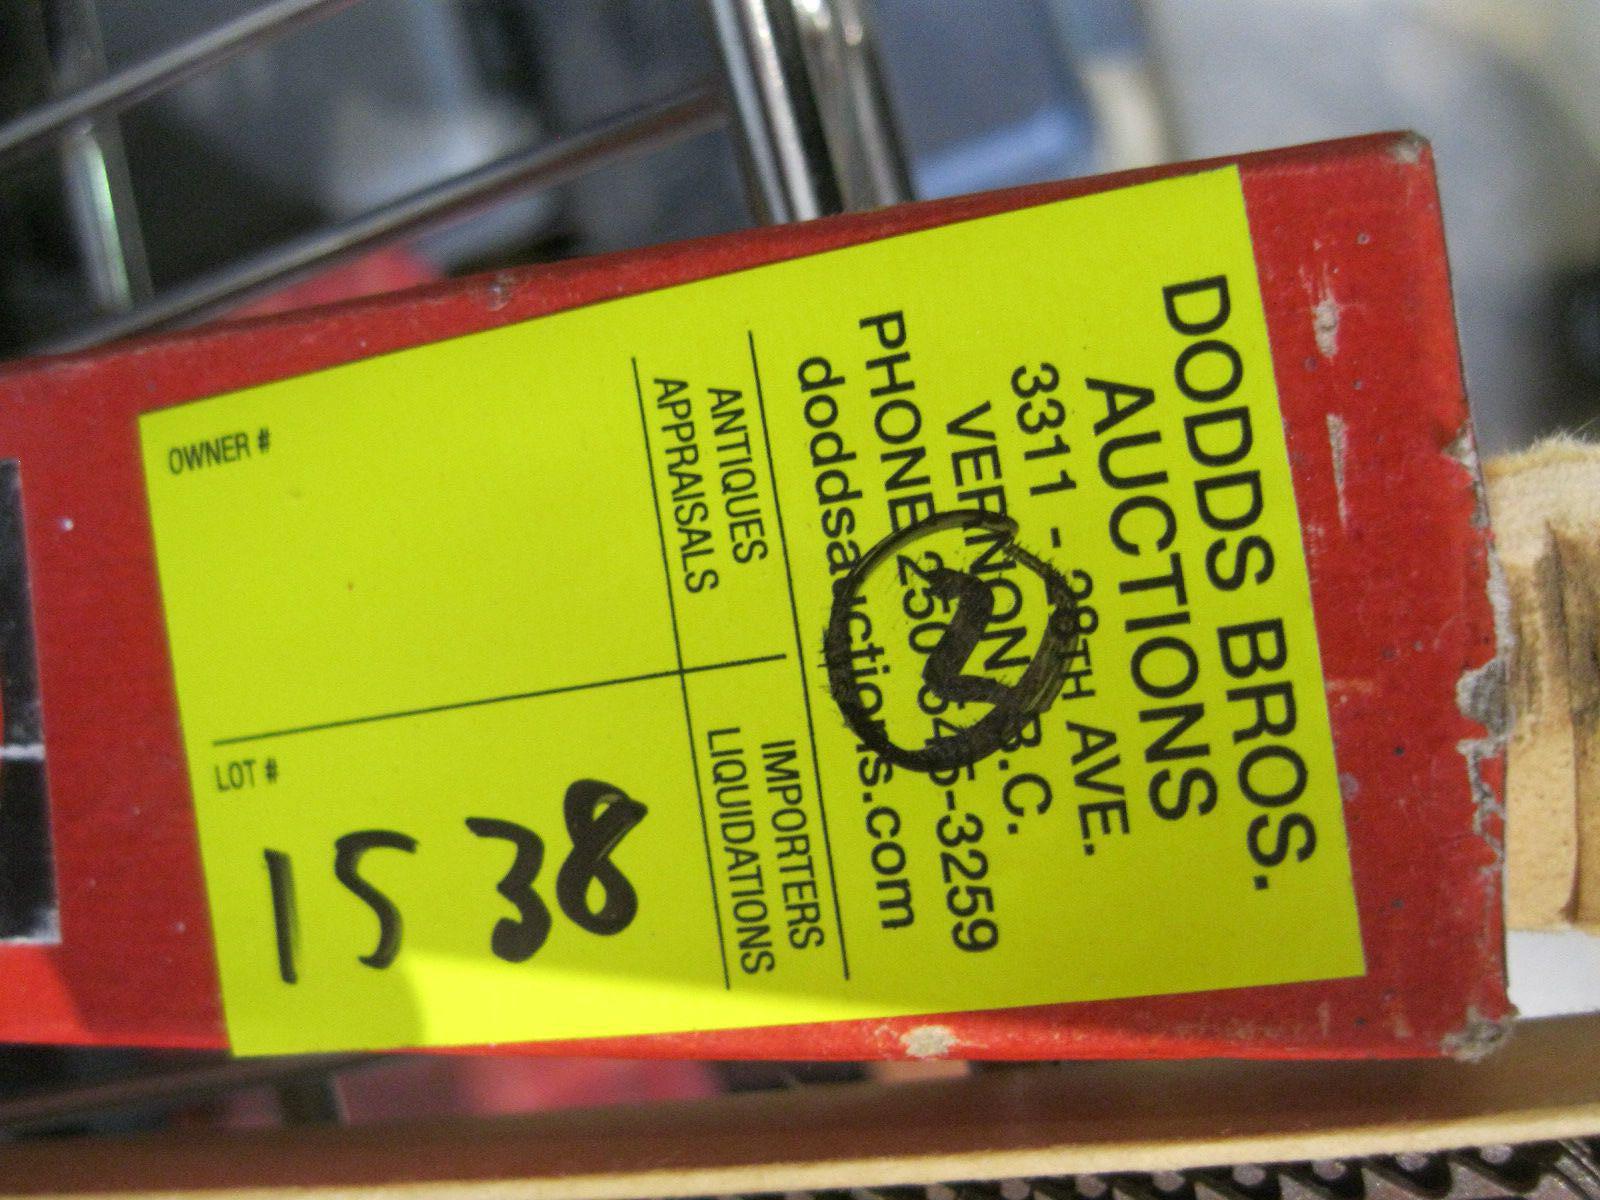 DODDS BROS.
AUCTIONS
3311 - 28TH AVE.
VERNON B.C.
PHONE 250-545-3259
doddsauctions.com
2
ANTIQUES
APPRAISALS
IMPORTERS
LIQUIDATIONS
OWNER #
LOT #
1538